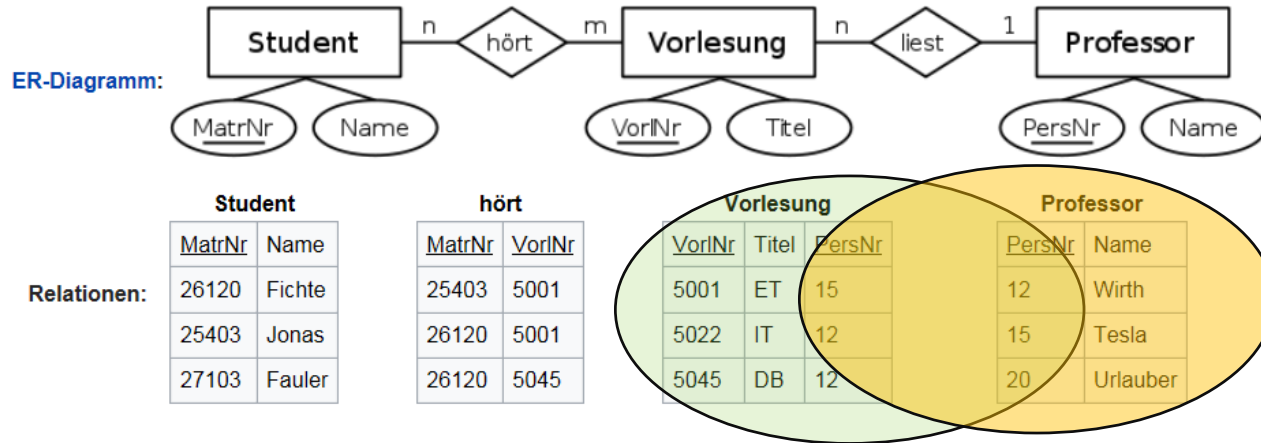 Student n hört m Vorlesung n liest 1 Professor
ER-Diagramm:
MatrNr Name VorlNr Titel PersNr Name
Student hört Vorlesung Professor
MatrNr Name MatrNr VorlNr VorlNr Titel PersNr PersNr Name
Relationen:
26120 Fichte 25403 5001 5001 ET 15 12 Wirth
25403 Jonas 26120 5001 5022 IT 12 15 Tesla
27103 Fauler 26120 5045 5045 DB 12 20 Urlauber